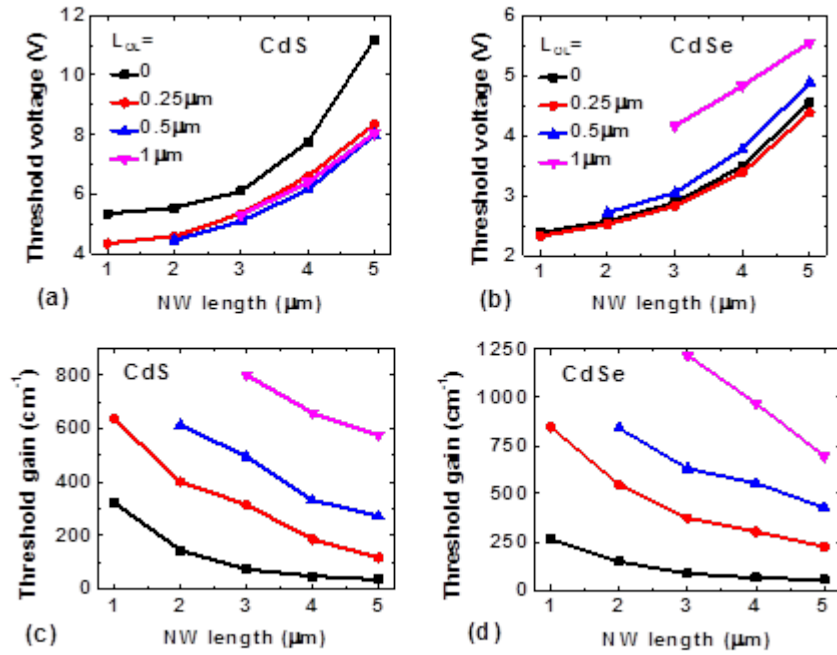 12
10
8
6
4
Threshold voltage (V)
L_OL=
0
0.25μm
0.5μm
1μm
CdS
1 2 3 4 5
(a)
NW length (μm)
6
5
4
3
2
Threshold voltage (V)
L_OL=
0
0.25μm
0.5μm
1μm
CdSe
1 2 3 4 5
(b)
NW length (μm)
800
600
400
200
0
Threshold gain (cm⁻¹)
CdS
1 2 3 4 5
(c)
NW length (μm)
1250
1000
750
500
250
0
Threshold gain (cm⁻¹)
CdSe
1 2 3 4 5
(d)
NW length (μm)